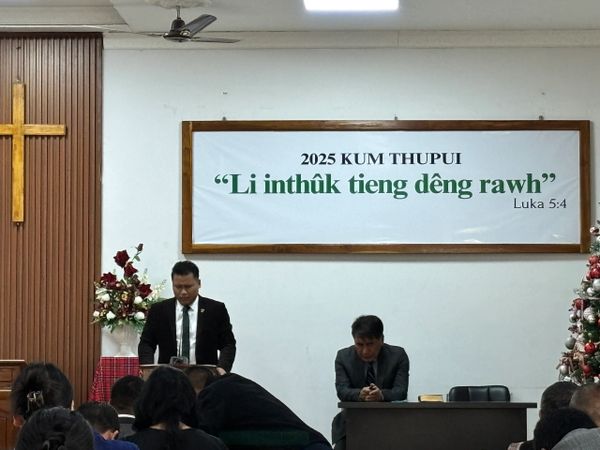 2025 KUM THUPUI
“Li inthûk tieng dêng rawh”
Luka 5:4